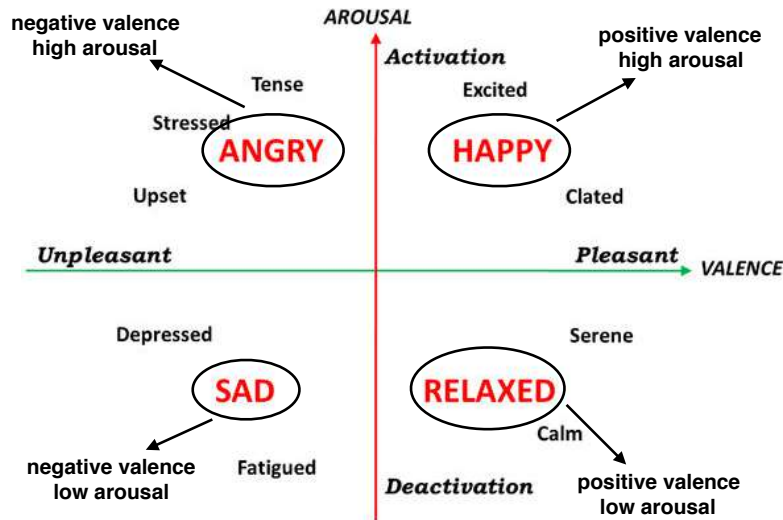 AROUSAL
negative valence
high arousal
positive valence
high arousal
Activation
Tense
Excited
Stressed
ANGRY
HAPPY
Upset
Clated
Unpleasant
Pleasant
VALENCE
Depressed
Serene
SAD
RELAXED
Calm
negative valence
low arousal
Fatigued
Deactivation
positive valence
low arousal